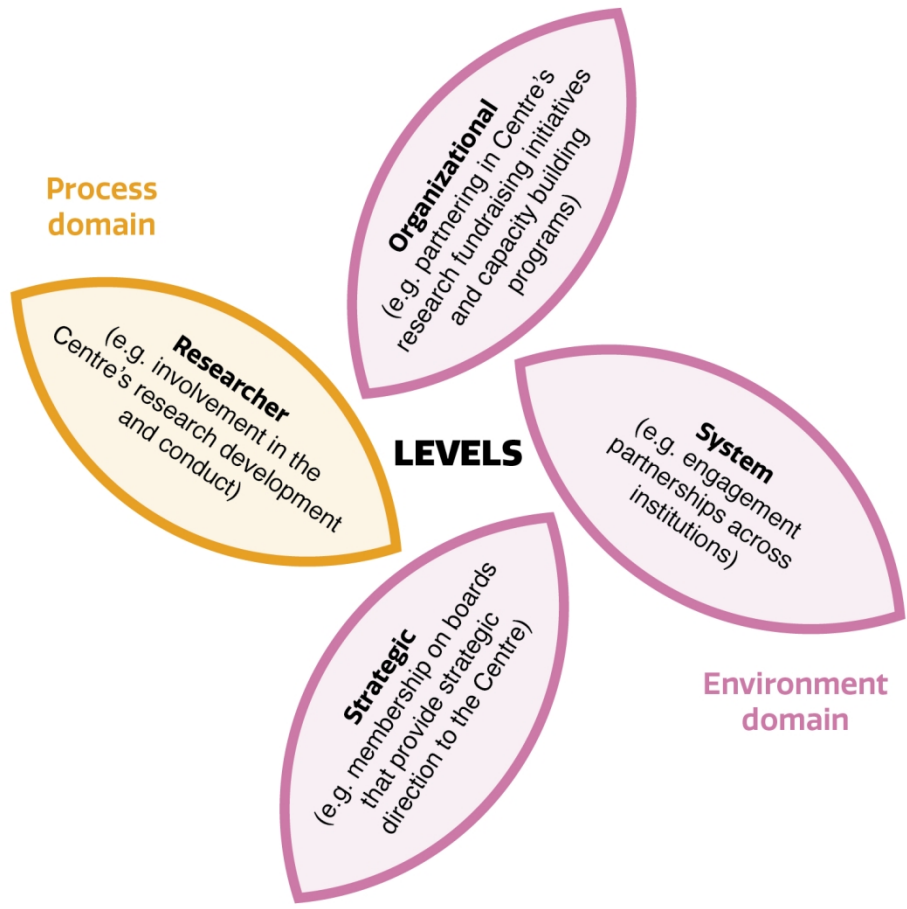 Organizational
(e.g. partnering in Centre's
research fundraising initiatives
and capacity building
programs)
Process
domain
Researcher
(e.g. involvement in the
Centre's research development
and conduct)
LEVELS
System
(e.g. engagement
partnerships across
institutions)
Strategic
(e.g. membership on boards
that provide strategic
direction to the Centre)
Environment
domain